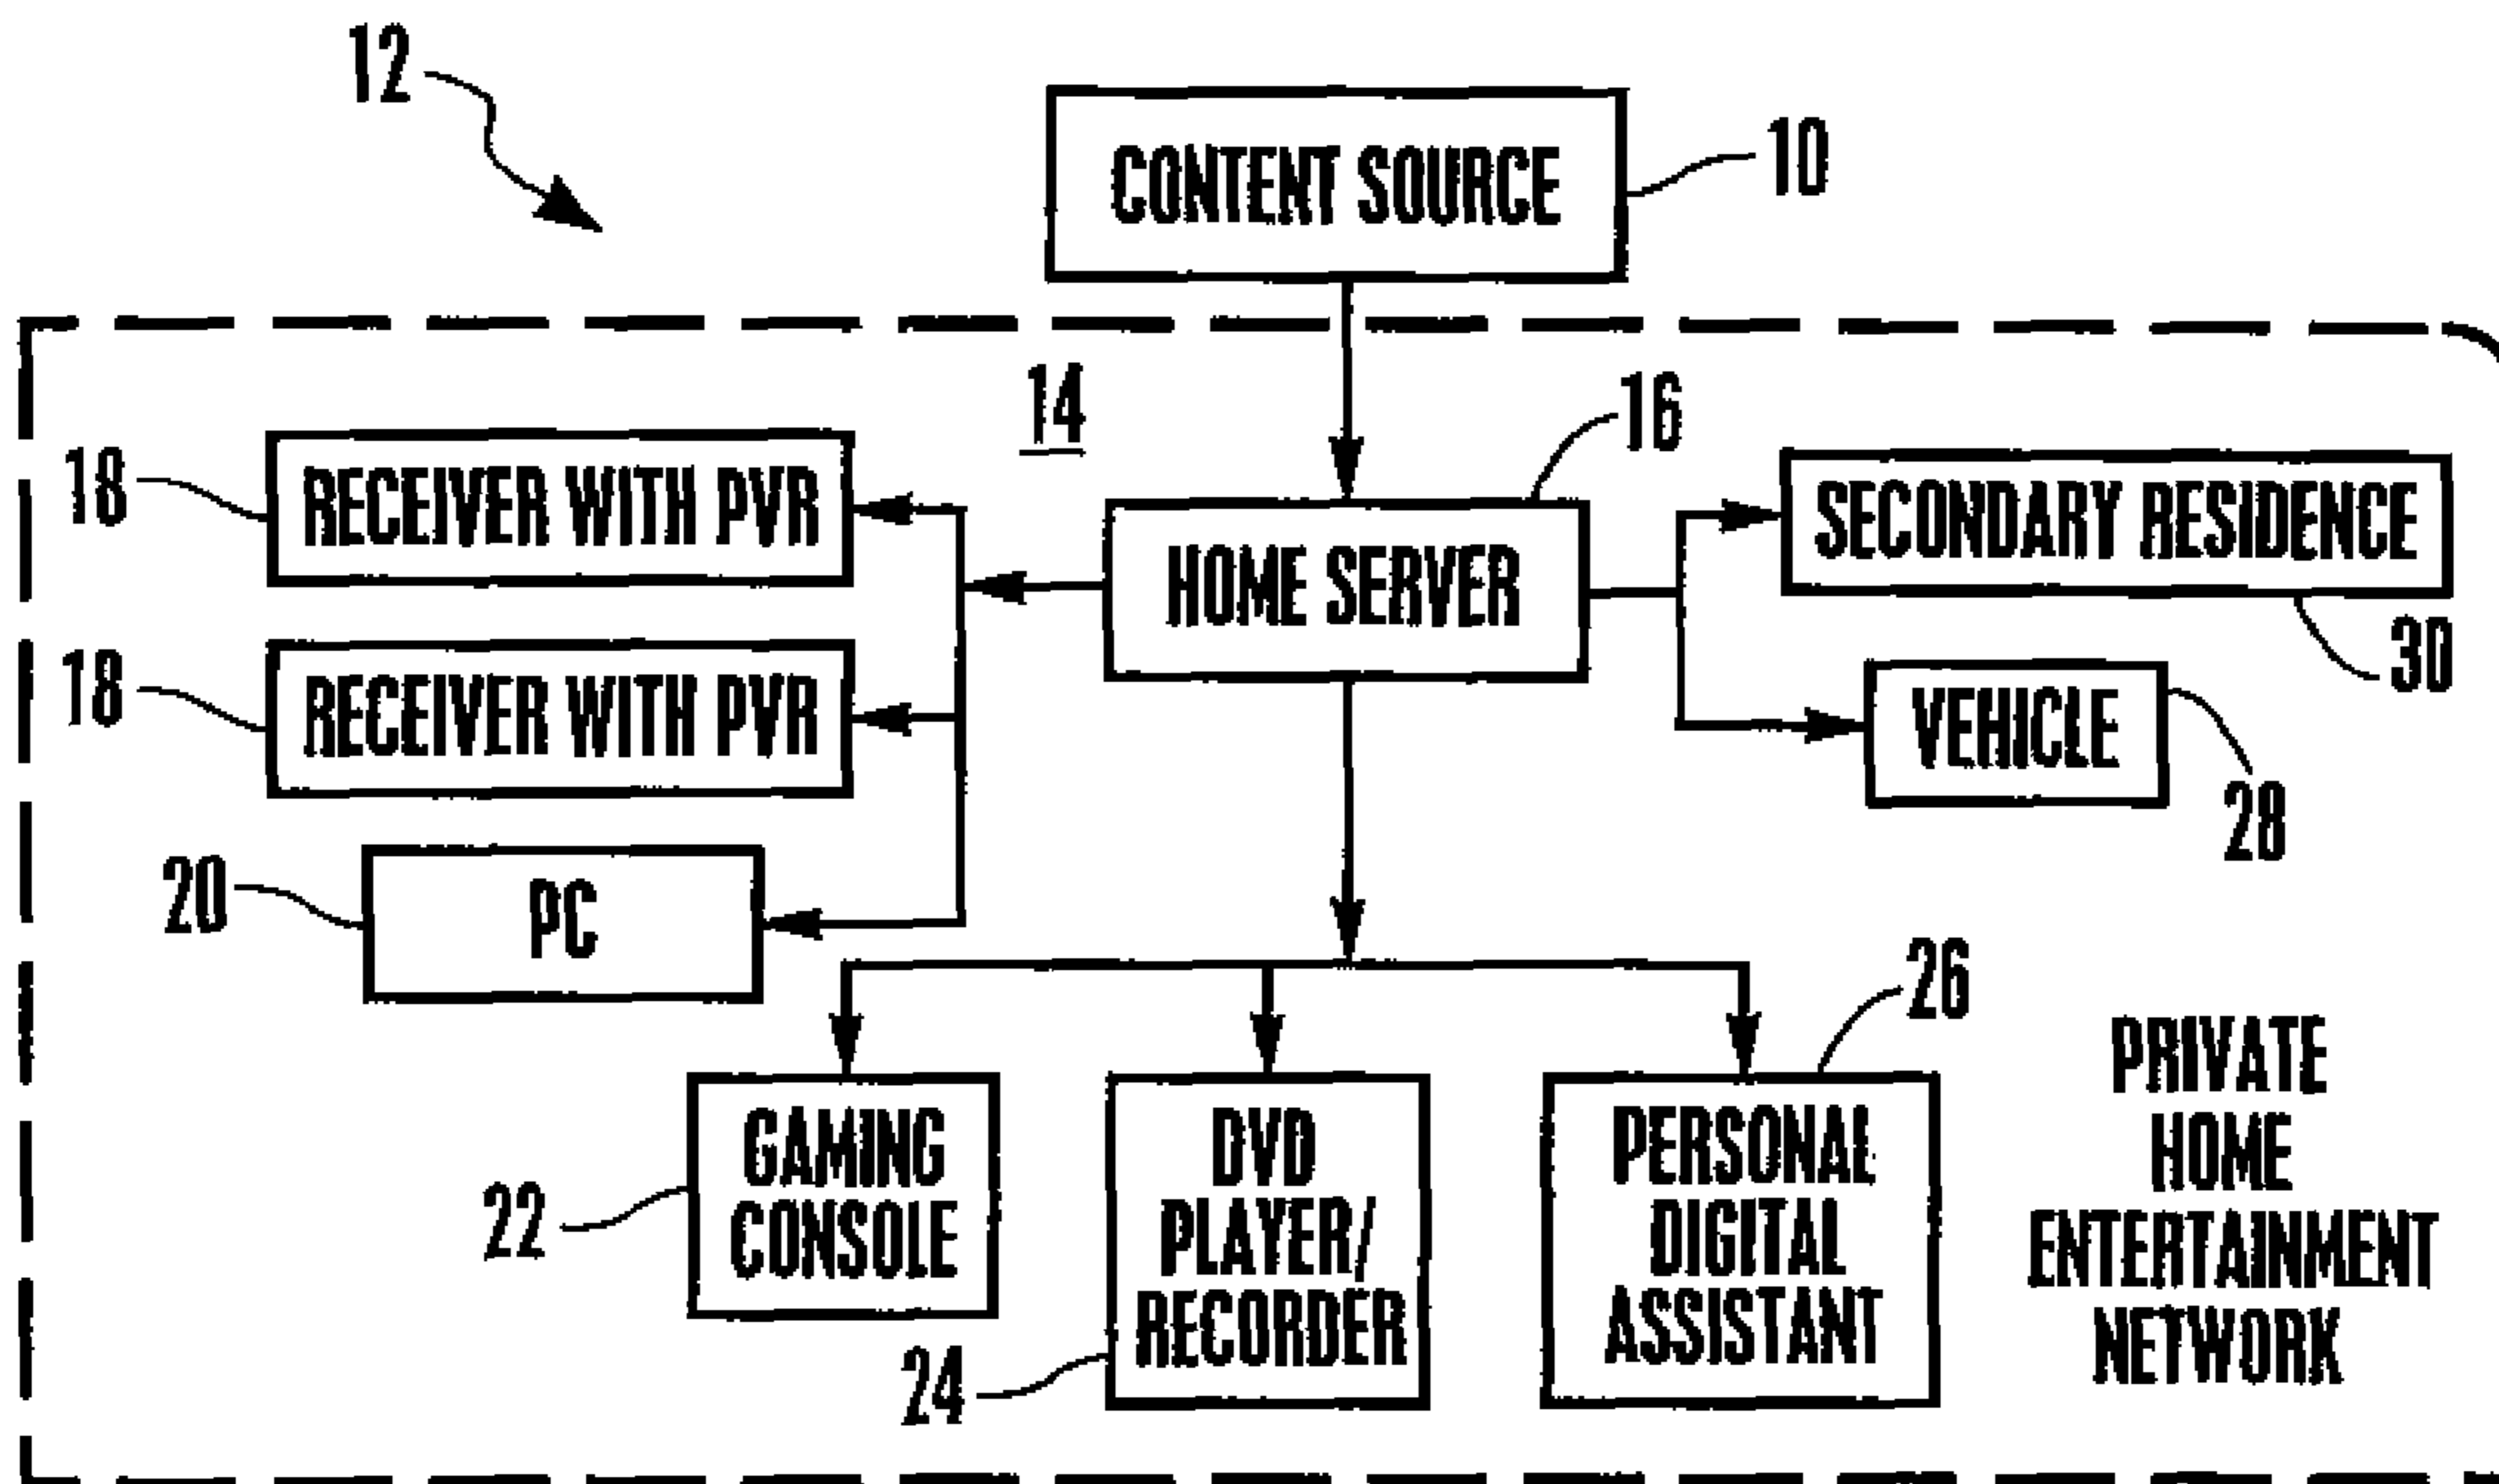 12
CONTENT SOURCE
10
14
16
18
RECEIVER WITH PVR
HOME SERVER
SECONDARY RESIDENCE
30
18
RECEIVER WITH PVR
VEHICLE
28
20
PC
26
GAMING
CONSOLE
22
DVD
PLAYER/
RECORDER
24
PERSONAL
DIGITAL
ASSISTANT
PRIVATE
HOME
ENTERTAINMENT
NETWORK